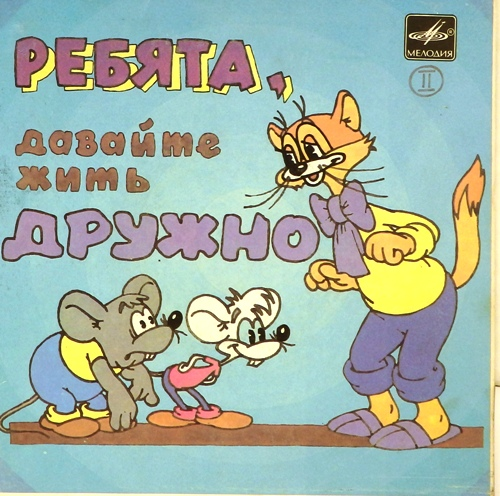 МЕЛОДИЯ
II
РЕБЯТА,
давайте
жить
ДРУЖНО